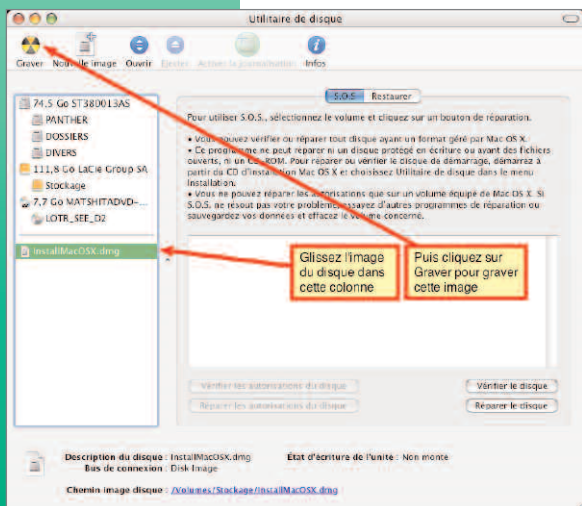 Utilitaire de disque
Graver Nouvelle image Ouvrir Ejecter Activer la journalisation Infos
74,5 Go ST380013AS
PANTHER
DOSSIERS
DIVERS
111,8 Go LaCie Group SA
Stockage
7,7 Go MATSHITADVD-...
LOTR_SEE_D2
InstallMacOSX.dmg
S.O.S. Restaurer
Pour utiliser S.O.S., sélectionnez le volume et cliquez sur un bouton de réparation.
• Vous pouvez vérifier ou réparer tout disque ayant un format géré par Mac OS X.
• Ce programme ne peut reparer ni un disque protégé en écriture ou ayant des fichiers
ouverts, ni un CD-ROM. Pour réparer ou vérifier le disque de démarrage, démarrez à
partir du CD d'installation Mac OS X et choisissez Utilitaire de disque dans le menu
Installation.
• Vous ne pouvez réparer les autorisations que sur un volume équipé de Mac OS X. Si
S.O.S. ne résout pas votre problème, essayez d'autres programmes de réparation ou
sauvegardez vos données et effacez le volume concerné.
Glissez l'image
du disque dans
cette colonne
Puis cliquez sur
Graver pour graver
cette image
Vérifier les autorisations du disque
Vérifier le disque
Réparer les autorisations du disque
Réparer le disque
Description du disque : InstallMacOSX.dmg
État d'écriture de l'unité : Non monté
Bus de connexion : Disk Image
Chemin image disque : /Volumes/Stockage/InstallMacOSX.dmg